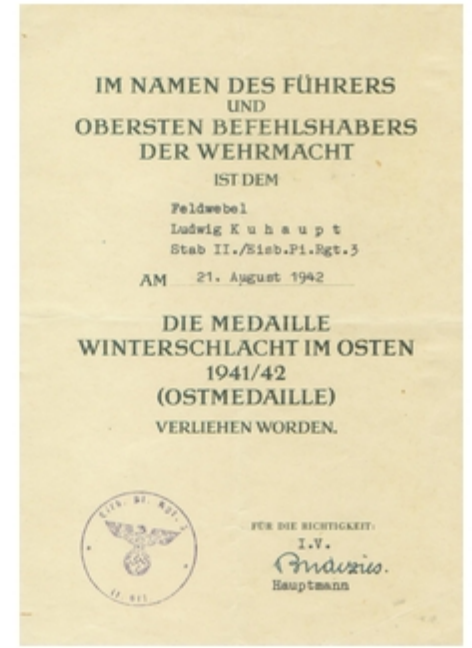 IM NAMEN DES FÜHRERS
UND
OBERSTEN BEFEHLSHABERS
DER WEHRMACHT
IST DEM
Feldwebel
Ludwig K u h a u p t
Stab II./Eisb.Pi.Rgt.3
AM 21. August 1942
DIE MEDAILLE
WINTERSCHLACHT IM OSTEN
1941/42
(OSTMEDAILLE)
VERLIEHEN WORDEN.
FÜR DIE RICHTIGKEIT:
I.V.
Hauptmann